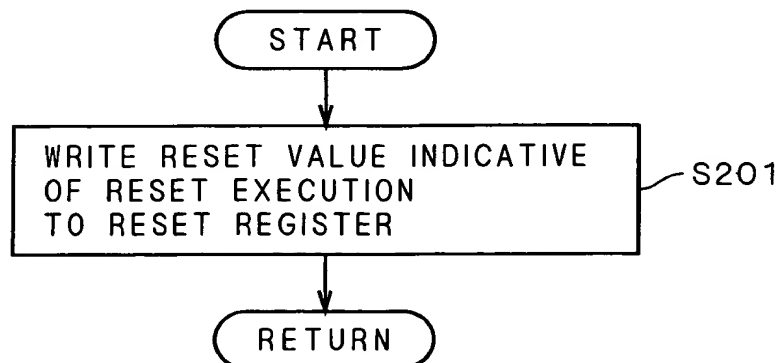 START
WRITE RESET VALUE INDICATIVE
OF RESET EXECUTION
TO RESET REGISTER
S201
RETURN